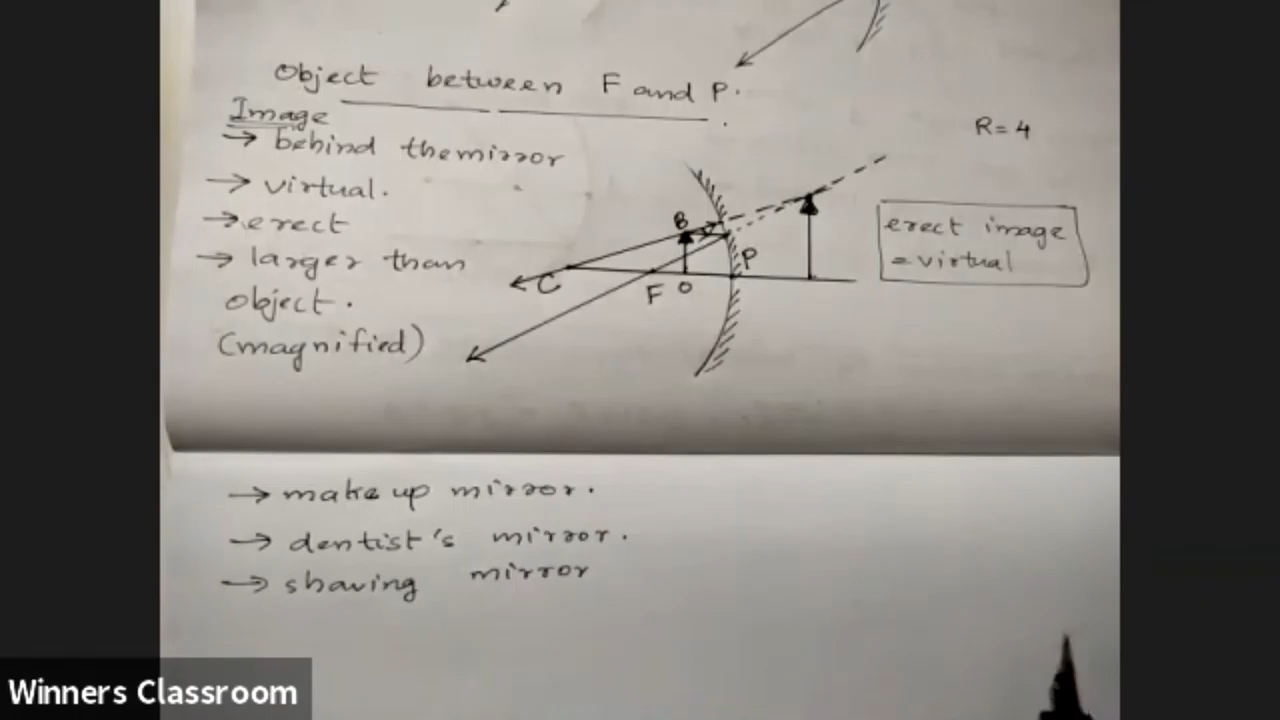 Object between F and P.
Image
→ behind the mirror
→ virtual.
→ erect
→ larger than
object.
(magnified)
R = 4
B
C
F
O
P
erect image
= virtual
→ make up mirror.
→ dentist's mirror.
→ shaving mirror
Winners Classroom